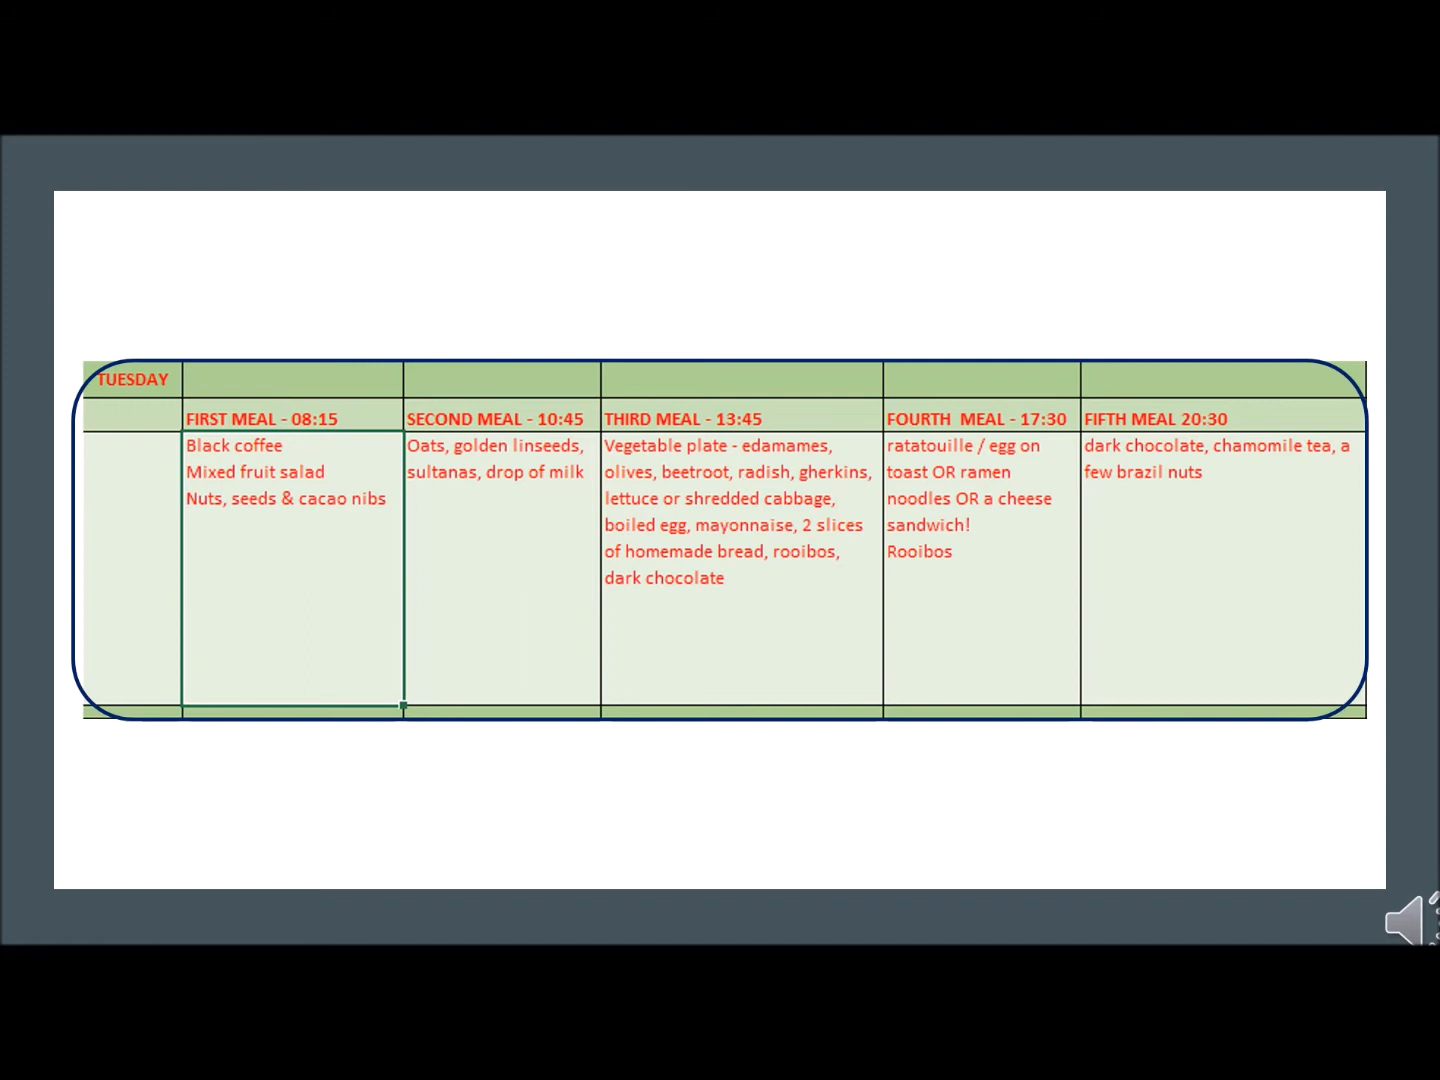 TUESDAY
FIRST MEAL - 08:15
SECOND MEAL - 10:45
THIRD MEAL - 13:45
FOURTH  MEAL - 17:30
FIFTH MEAL 20:30
Black coffee
Mixed fruit salad
Nuts, seeds & cacao nibs
Oats, golden linseeds,
sultanas, drop of milk
Vegetable plate - edamames,
olives, beetroot, radish, gherkins,
lettuce or shredded cabbage,
boiled egg, mayonnaise, 2 slices
of homemade bread, rooibos,
dark chocolate
ratatouille / egg on
toast OR ramen
noodles OR a cheese
sandwich!
Rooibos
dark chocolate, chamomile tea, a
few brazil nuts